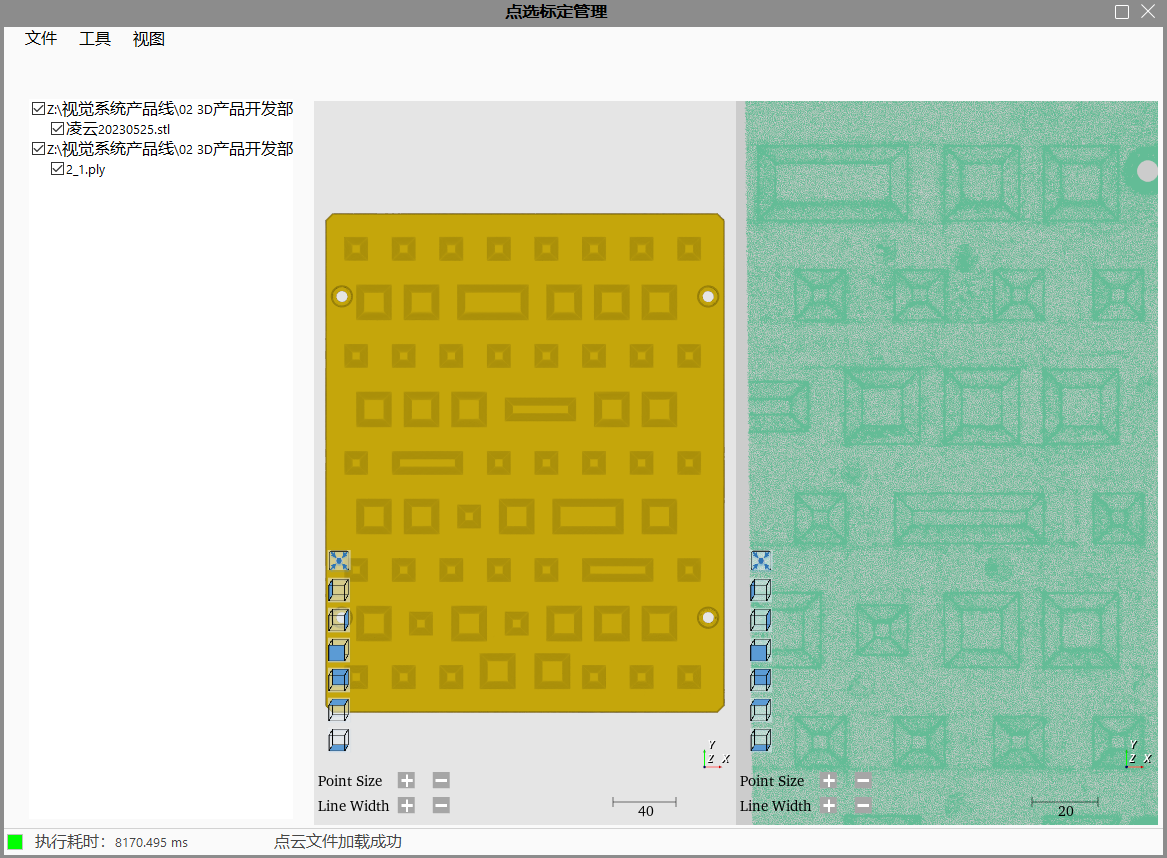 点选标定管理
文件 工具 视图
Z:\视觉系统产品线\02 3D产品开发部
凌云20230525.stl
Z:\视觉系统产品线\02 3D产品开发部
2_1.ply
Y
Z X
Y
Z X
Point Size
Line Width
40
Point Size
Line Width
20
执行耗时： 8170.495 ms
点云文件加载成功